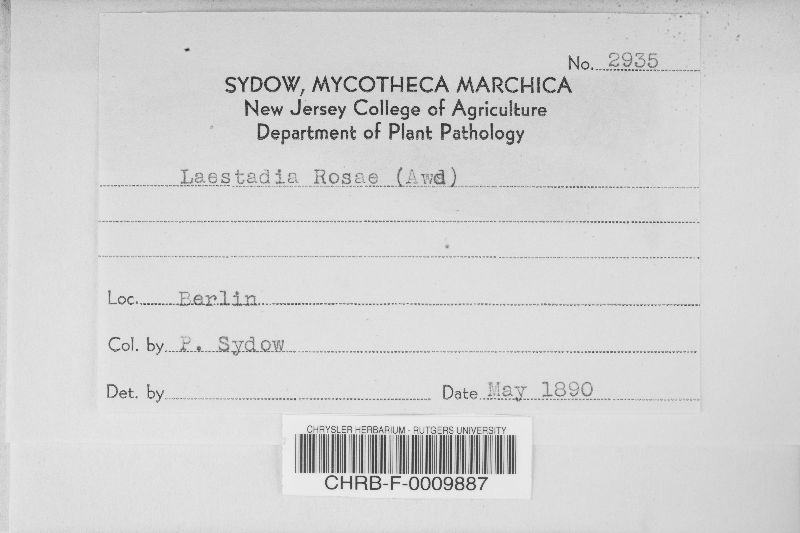 No. 2935
SYDOW, MYCOTHECA MARCHICA
New Jersey College of Agriculture
Department of Plant Pathology
Laestadia Rosae (Awd)
Loc. Berlin
Col. by P. Sydow
Det. by
Date May 1890
CHRYSLER HERBARIUM - RUTGERS UNIVERSITY
CHRB-F-0009887